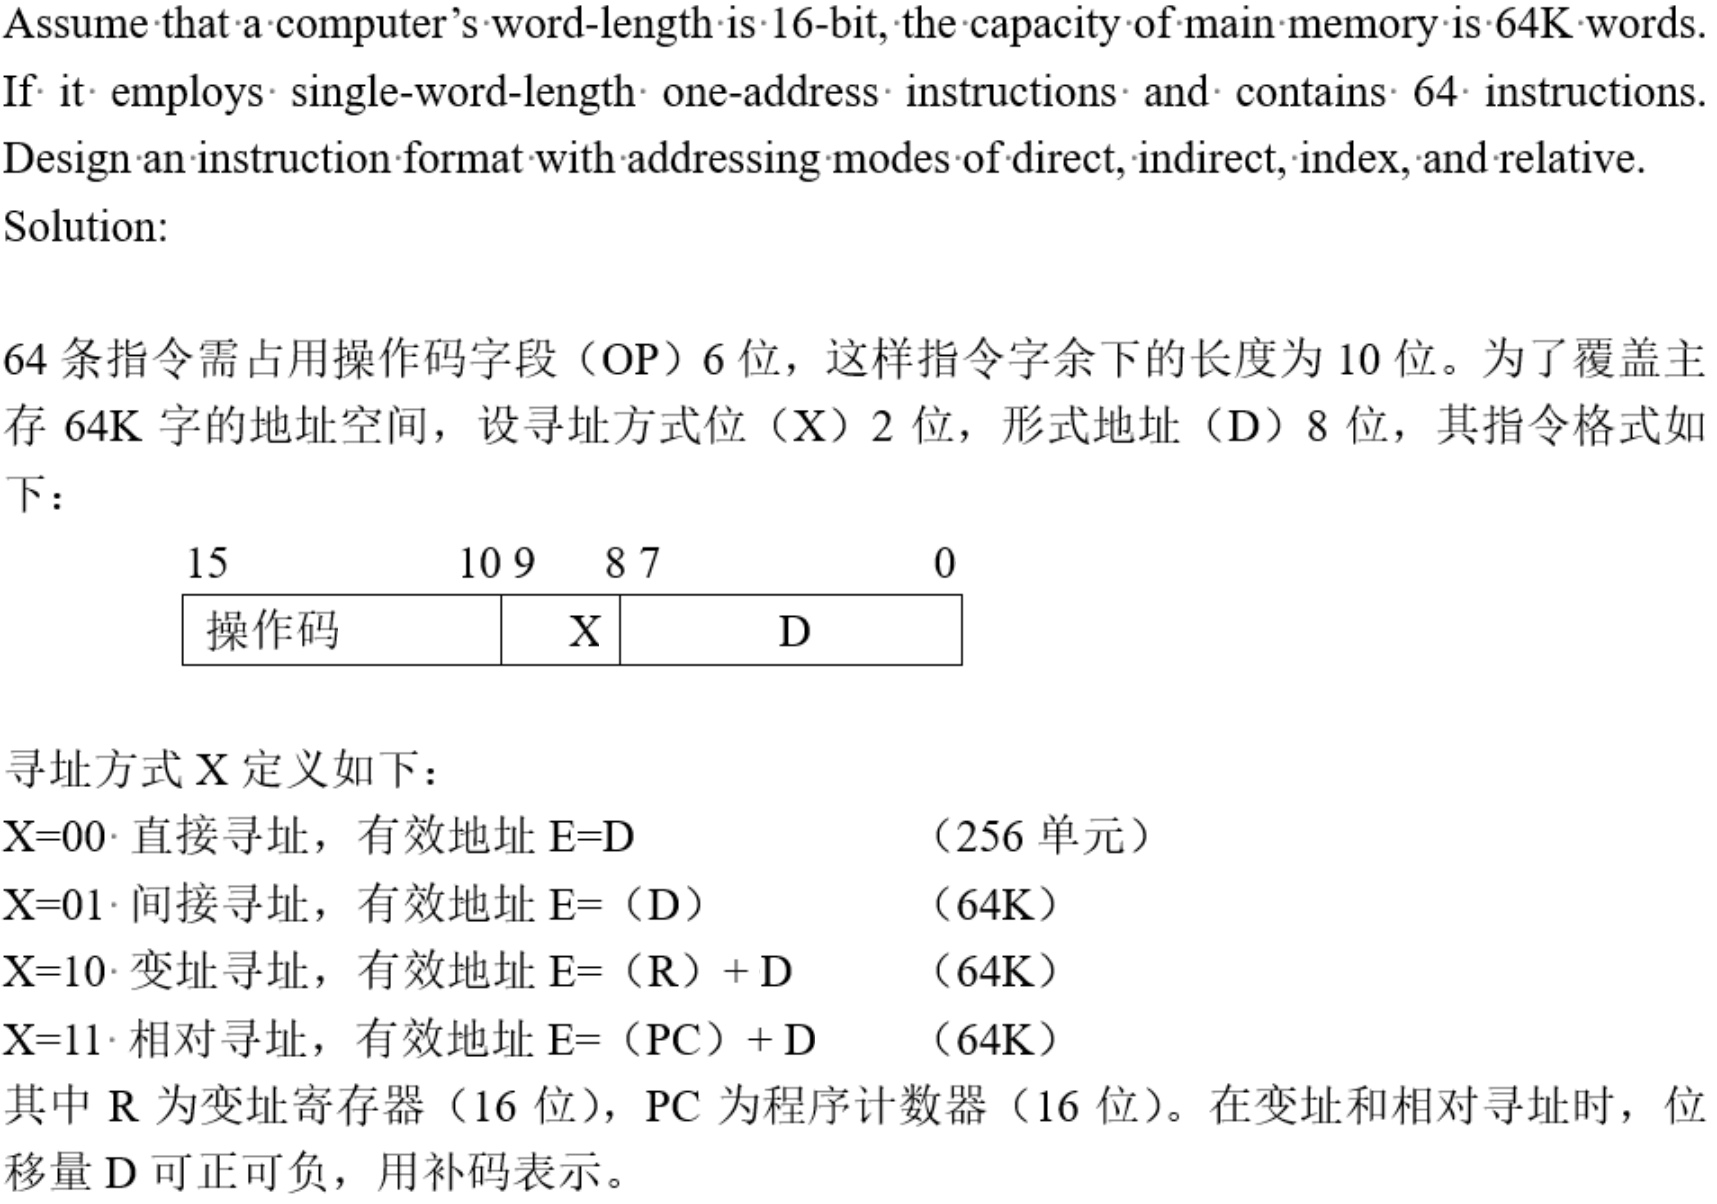 Assume that a computer’s word-length is 16-bit, the capacity of main memory is 64K words.
If it employs single-word-length one-address instructions and contains 64 instructions.
Design an instruction format with addressing modes of direct, indirect, index, and relative.
Solution:
64 条指令需占用操作码字段（OP）6 位，这样指令字余下的长度为 10 位。为了覆盖主
存 64K 字的地址空间，设寻址方式位（X）2 位，形式地址（D）8 位，其指令格式如
下：
15 10 9 8 7 0
操作码 X D
寻址方式 X 定义如下：
X=00 直接寻址，有效地址 E=D （256 单元）
X=01 间接寻址，有效地址 E=（D） （64K）
X=10 变址寻址，有效地址 E=（R）+ D （64K）
X=11 相对寻址，有效地址 E=（PC）+ D （64K）
其中 R 为变址寄存器（16 位），PC 为程序计数器（16 位）。在变址和相对寻址时，位
移量 D 可正可负，用补码表示。